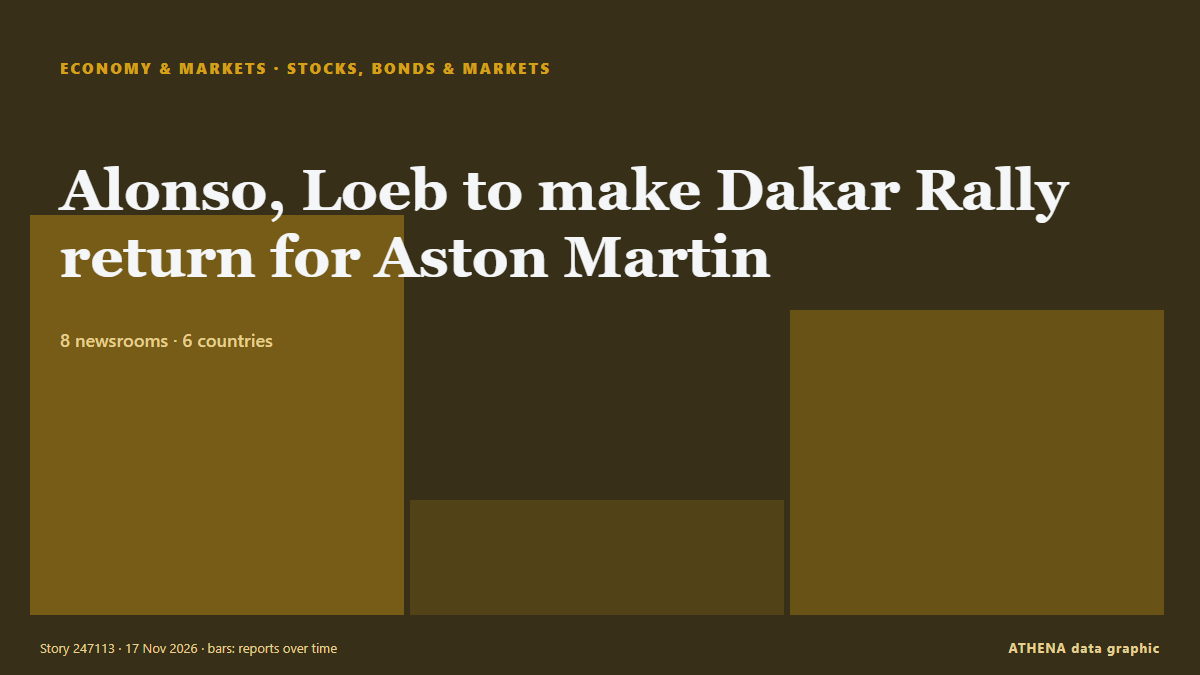 ECONOMY & MARKETS · STOCKS, BONDS & MARKETS
Alonso, Loeb to make Dakar Rally
return for Aston Martin
8 newsrooms · 6 countries
Story 247113 · 17 Nov 2026 · bars: reports over time
ATHENA data graphic